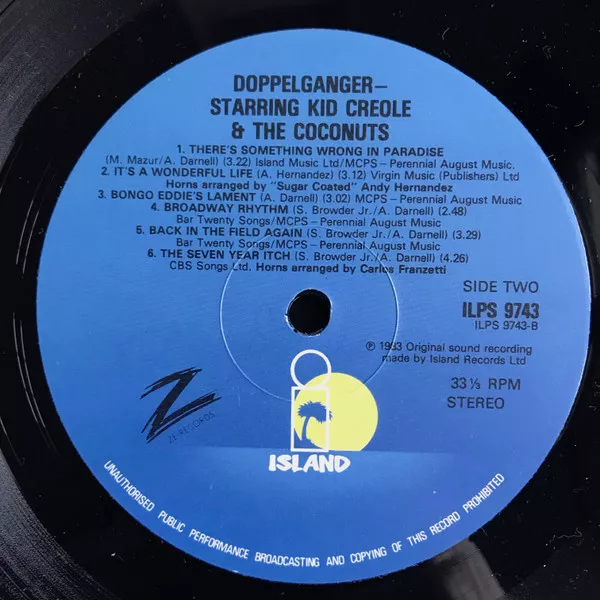 DOPPELGANGER—
STARRING KID CREOLE
& THE COCONUTS
1. THERE'S SOMETHING WRONG IN PARADISE
(M. Mazur/A. Darnell) (3.22) Island Music Ltd/MCPS – Perennial August Music.
2. IT'S A WONDERFUL LIFE (A. Hernandez) (3.12) Virgin Music (Publishers) Ltd
Horns arranged by "Sugar Coated" Andy Hernandez
3. BONGO EDDIE'S LAMENT (A. Darnell) (3.02) MCPS – Perennial August Music
4. BROADWAY RHYTHM (S. Browder Jr./A. Darnell) (2.48)
Bar Twenty Songs/MCPS – Perennial August Music
5. BACK IN THE FIELD AGAIN (S. Browder Jr./A. Darnell) (3.29)
Bar Twenty Songs/MCPS – Perennial August Music
6. THE SEVEN YEAR ITCH (S. Browder Jr./A. Darnell) (4.26)
CBS Songs Ltd. Horns arranged by Carlos Franzetti
SIDE TWO
ILPS 9743
ILPS 9743-B
℗ 1983 Original sound recording
made by Island Records Ltd
33⅓ RPM
STEREO
Z
ZE RECORDS
ISLAND
UNAUTHORISED PUBLIC PERFORMANCE BROADCASTING AND COPYING OF THIS RECORD PROHIBITED